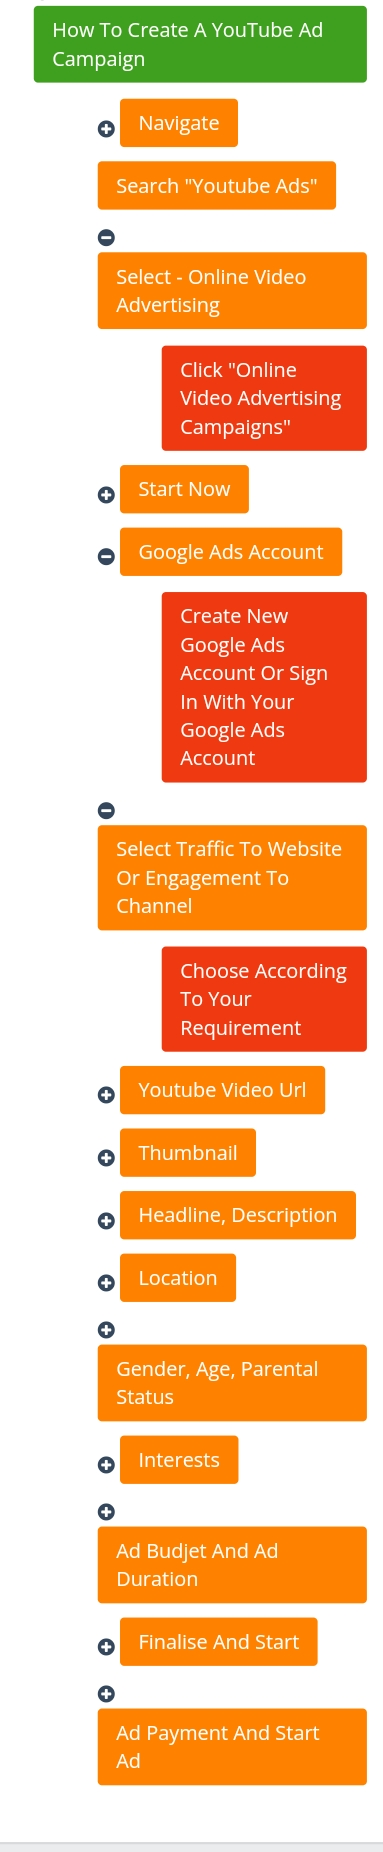 How To Create A YouTube Ad
Campaign
Navigate
Search "Youtube Ads"
Select - Online Video
Advertising
Click "Online
Video Advertising
Campaigns"
Start Now
Google Ads Account
Create New
Google Ads
Account Or Sign
In With Your
Google Ads
Account
Select Traffic To Website
Or Engagement To
Channel
Choose According
To Your
Requirement
Youtube Video Url
Thumbnail
Headline, Description
Location
Gender, Age, Parental
Status
Interests
Ad Budjet And Ad
Duration
Finalise And Start
Ad Payment And Start
Ad